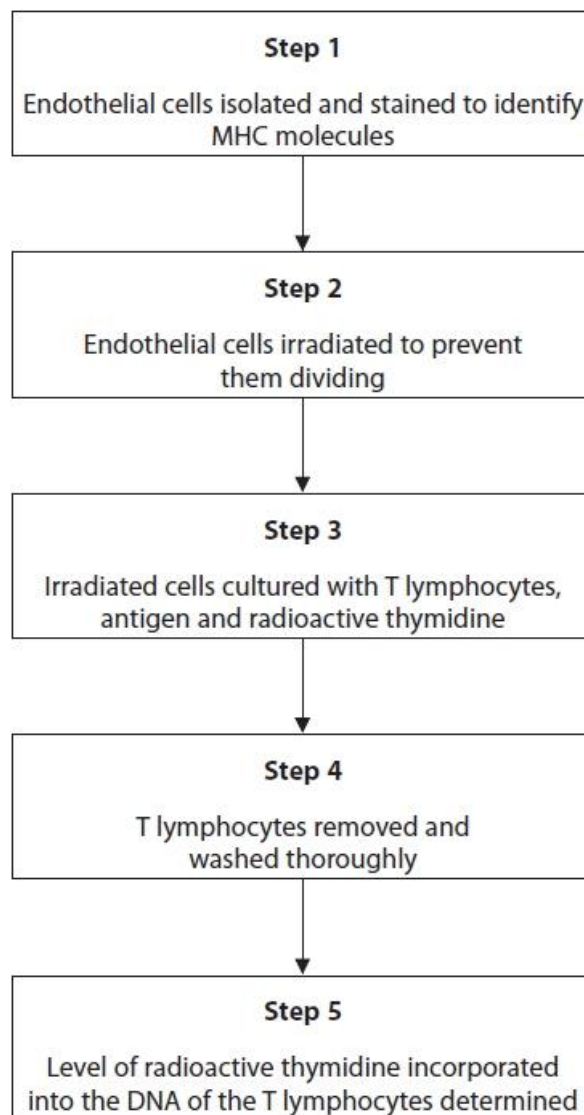 Step 1
Endothelial cells isolated and stained to identify
MHC molecules
Step 2
Endothelial cells irradiated to prevent
them dividing
Step 3
Irradiated cells cultured with T lymphocytes,
antigen and radioactive thymidine
Step 4
T lymphocytes removed and
washed thoroughly
Step 5
Level of radioactive thymidine incorporated
into the DNA of the T lymphocytes determined